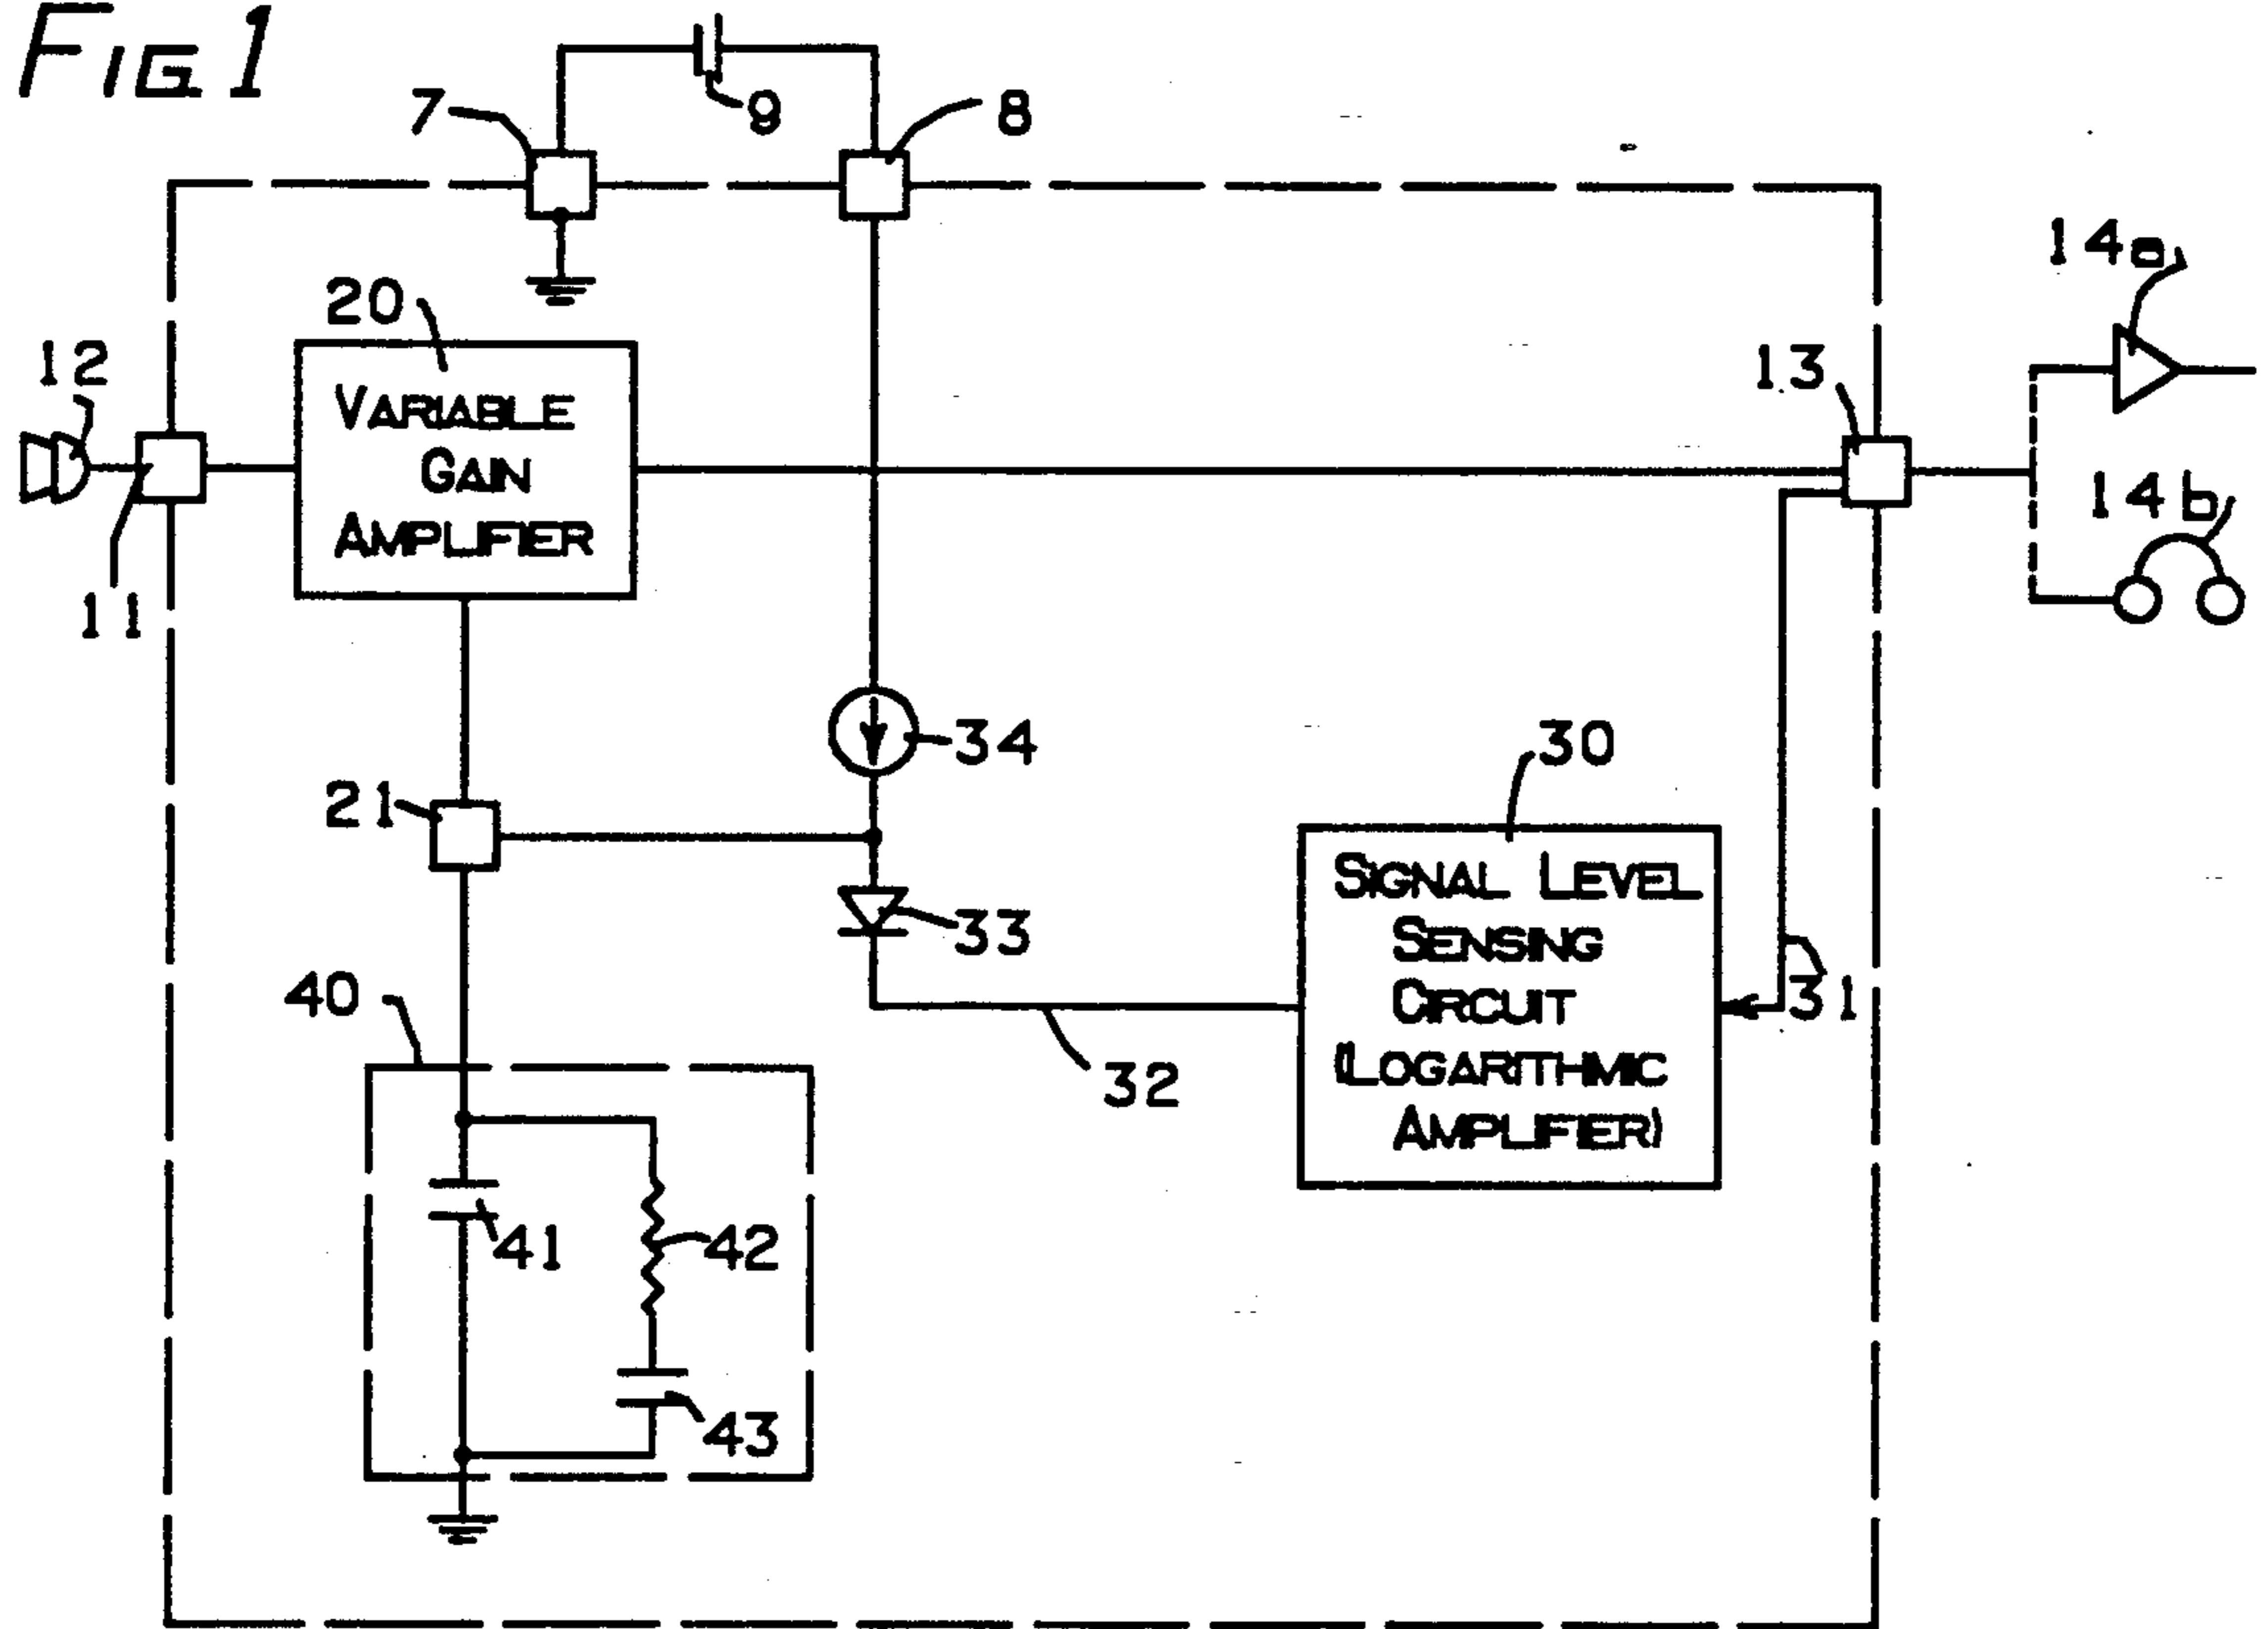 FIG. 1
7
9
8
14a
20
12
13
VARIABLE
GAIN
AMPLIFIER
14b
11
34
30
21
SIGNAL LEVEL
SENSING
CIRCUIT
(LOGARITHMIC
AMPLIFIER)
33
40
31
32
41
42
43